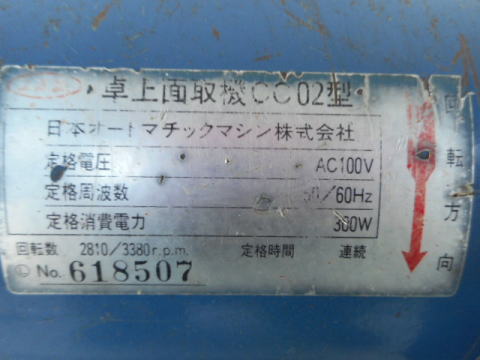 卓上面取機CC02型
日本オートマチックマシン株式会社
定格電圧 AC100V
定格周波数 50/60Hz
定格消費電力 300W
回転数 2810/3380r.p.m. 定格時間 連続
No. 618507
回転方向